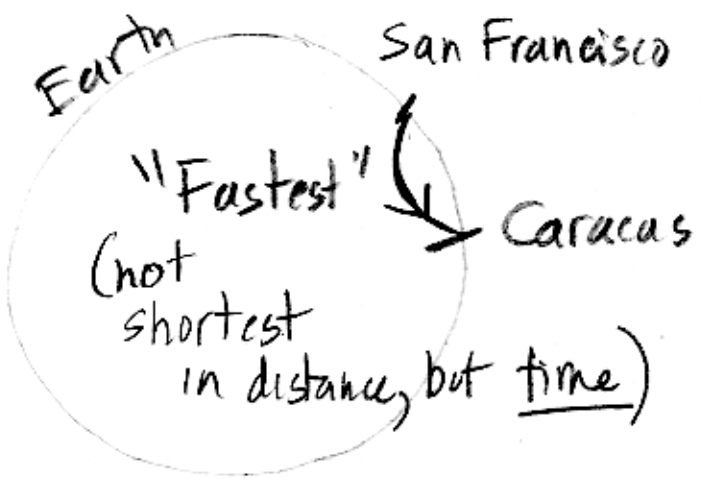 Earth
San Francisco
"Fastest"
Caracas
(not
shortest
in distance, but time)